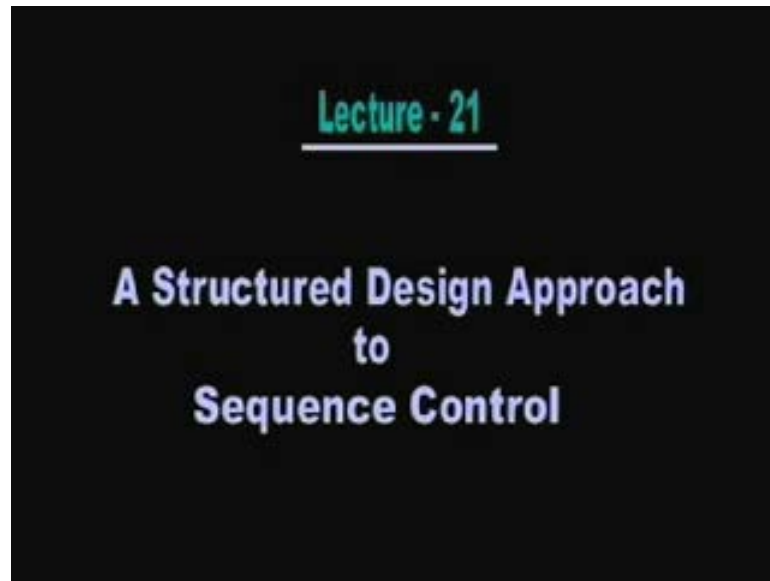 Lecture - 21
A Structured Design Approach
to
Sequence Control